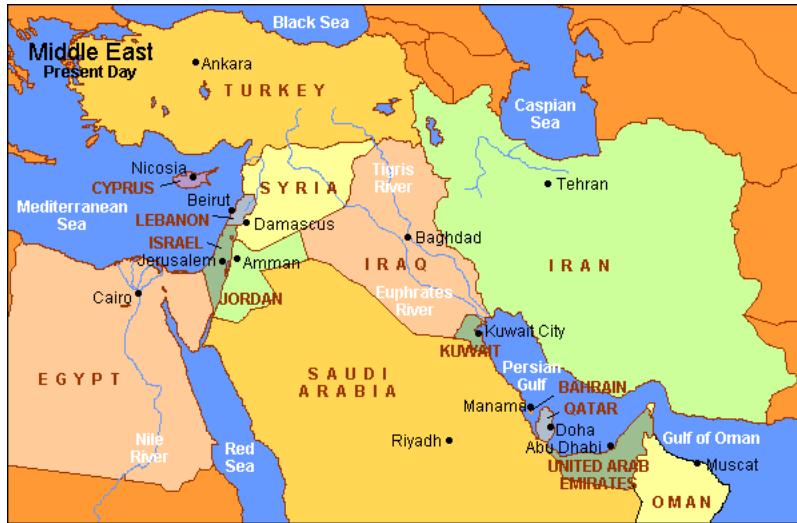 Black Sea
Middle East
Present Day
Ankara
TURKEY
Caspian
Sea
Nicosia
CYPRUS
SYRIA
Tigris
River
Tehran
Beirut
Mediterranean
Sea
LEBANON
Damascus
ISRAEL
Baghdad
Jerusalem
Amman
IRAQ
IRAN
Cairo
JORDAN
Euphrates
River
Kuwait City
KUWAIT
EGYPT
SAUDI
ARABIA
Persian
Gulf
BAHRAIN
Manama
QATAR
Doha
Riyadh
Abu Dhabi
Gulf of Oman
Nile
River
Red
Sea
UNITED ARAB
EMIRATES
Muscat
OMAN